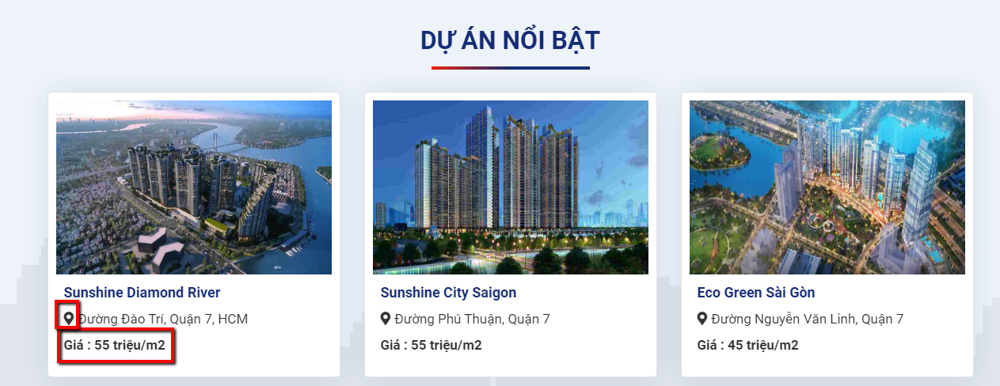 DỰ ÁN NỔI BẬT
Sunshine Diamond River
Đường Đào Trí, Quận 7, HCM
Giá : 55 triệu/m2
Sunshine City Saigon
Đường Phú Thuận, Quận 7
Giá : 55 triệu/m2
Eco Green Sài Gòn
Đường Nguyễn Văn Linh, Quận 7
Giá : 45 triệu/m2